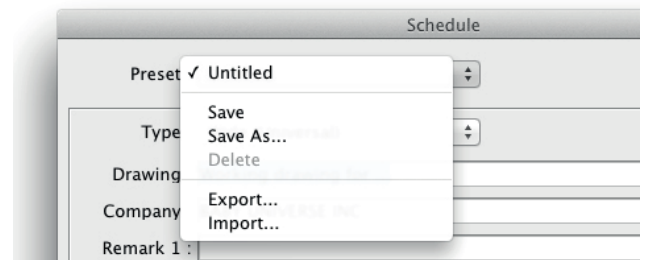 Schedule
Preset ✓ Untitled
Save
Type
Save As...
Delete
Drawing
Export...
Company
Import...
Remark 1 :